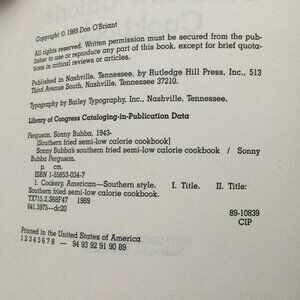 Copyright © 1989 Don O'Briant
All rights reserved. Written permission must be secured from the pub-
lisher to use or reproduce any part of this book, except for brief quota-
tions in critical reviews or articles.
Published in Nashville, Tennessee, by Rutledge Hill Press, Inc., 513
Third Avenue South, Nashville, Tennessee 37210
Typography by Bailey Typography, Inc., Nashville, Tennessee
Library of Congress Cataloging-in-Publication Data
Ferguson, Sonny Bubba, 1943-
[Southern fried semi-low calorie cookbook]
Sonny Bubba's southern fried semi-low calorie cookbook / Sonny
Bubba Ferguson.
p. cm.
ISBN 1-55853-034-7
1. Cookery, American—Southern style. I. Title. II. Title:
Southern fried semi-low calorie cookbook.
TX715.2.S68F47 1989
641.5975—dc20 89-10839
CIP
Printed in the United States of America
1 2 3 4 5 6 7 8 — 94 93 92 91 90 89